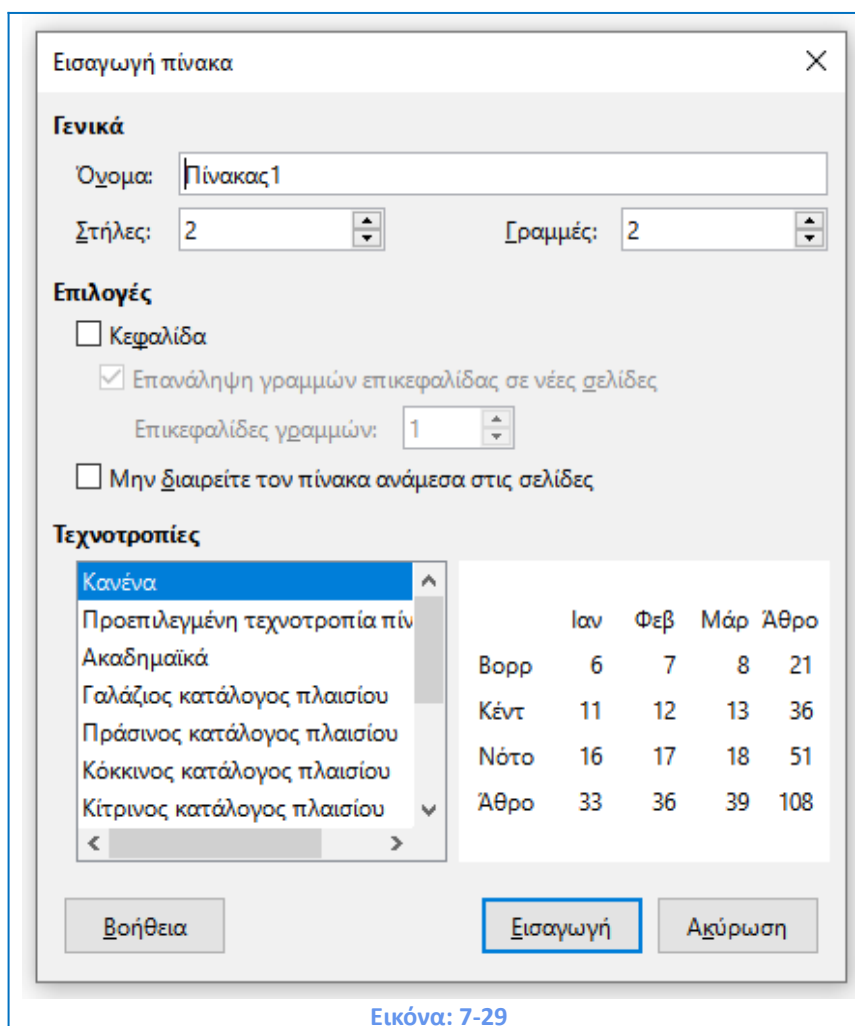 Εισαγωγή πίνακα
Γενικά
Όνομα: Πίνακας1
Στήλες: 2 Γραμμές: 2
Επιλογές
Κεφαλίδα
Επανάληψη γραμμών επικεφαλίδας σε νέες σελίδες
Επικεφαλίδες γραμμών: 1
Μην διαιρείτε τον πίνακα ανάμεσα στις σελίδες
Τεχνοτροπίες
Κανένα
Προεπιλεγμένη τεχνοτροπία πίν
Ακαδημαϊκά
Γαλάζιος κατάλογος πλαισίου
Πράσινος κατάλογος πλαισίου
Κόκκινος κατάλογος πλαισίου
Κίτρινος κατάλογος πλαισίου
Ιαν Φεβ Μάρ Άθρο
Βορρ 6 7 8 21
Κέντ 11 12 13 36
Νότο 16 17 18 51
Άθρο 33 36 39 108
Βοήθεια Εισαγωγή Ακύρωση
Εικόνα: 7-29